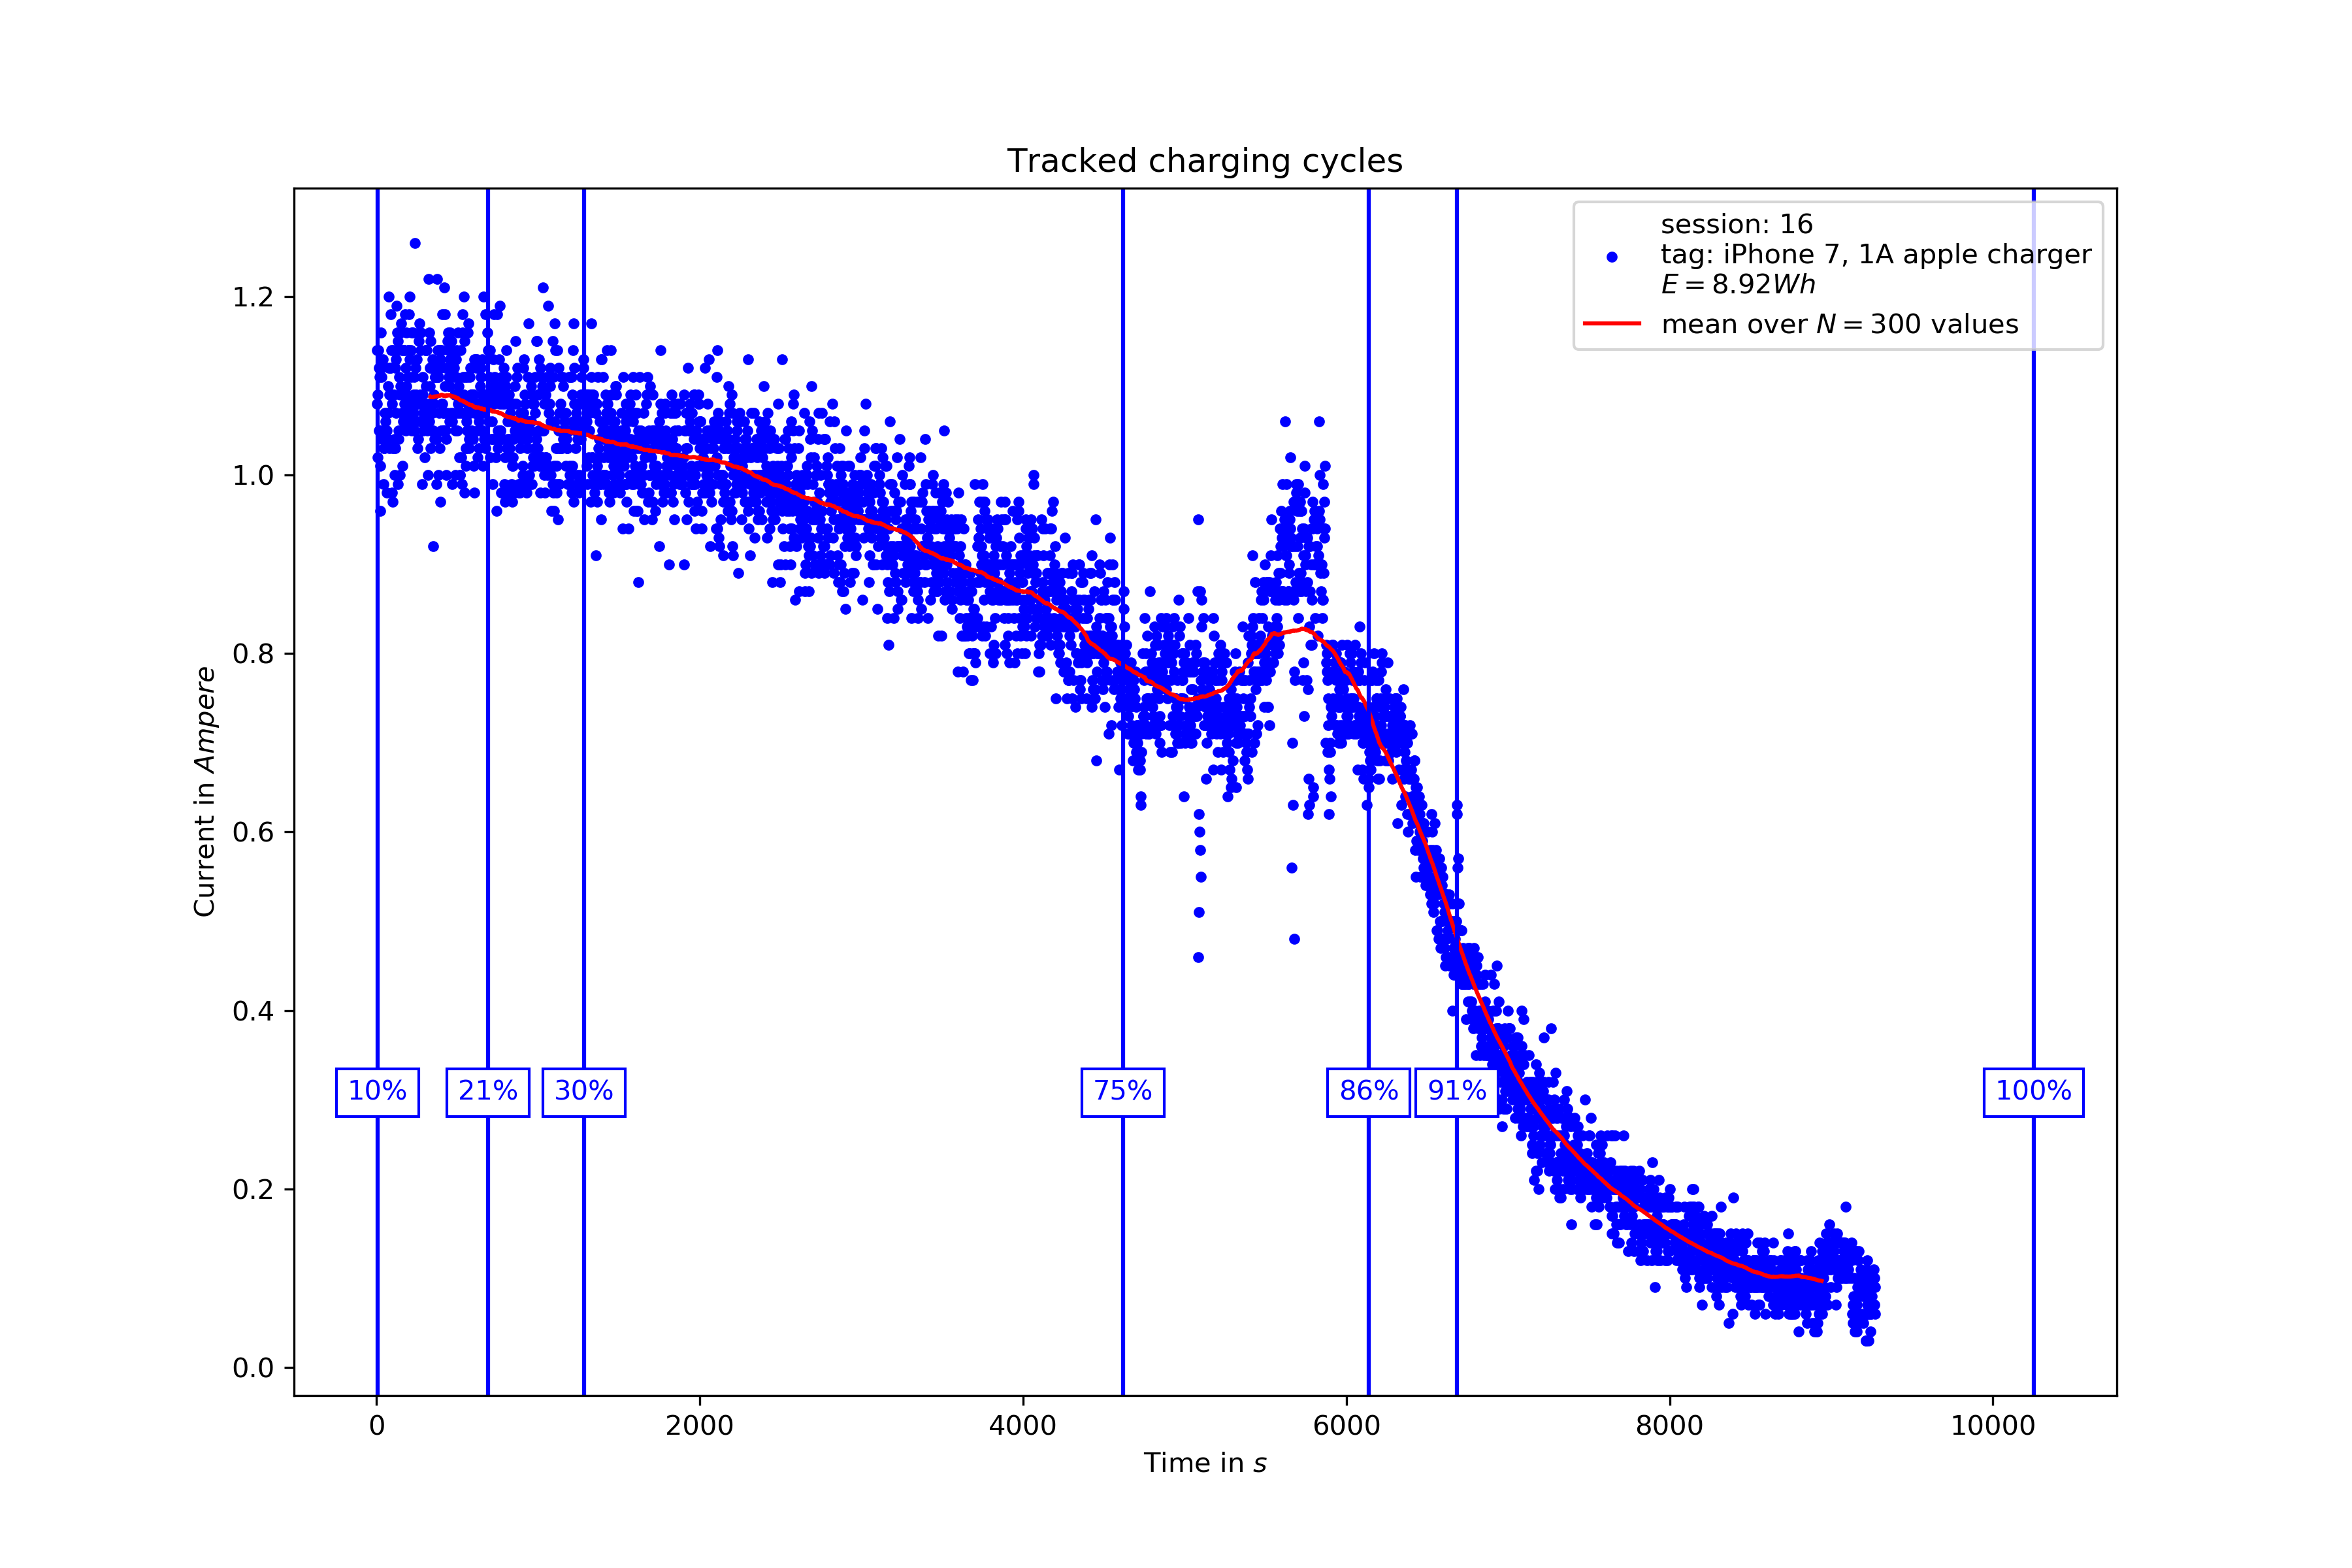 Tracked charging cycles
session: 16
tag: iPhone 7, 1A apple charger
E = 8.92Wh
mean over N = 300 values
1.2
1.0
0.8
0.6
0.4
0.2
0.0
Current in Ampere
10%
21%
30%
75%
86%
91%
100%
0
2000
4000
6000
8000
10000
Time in s